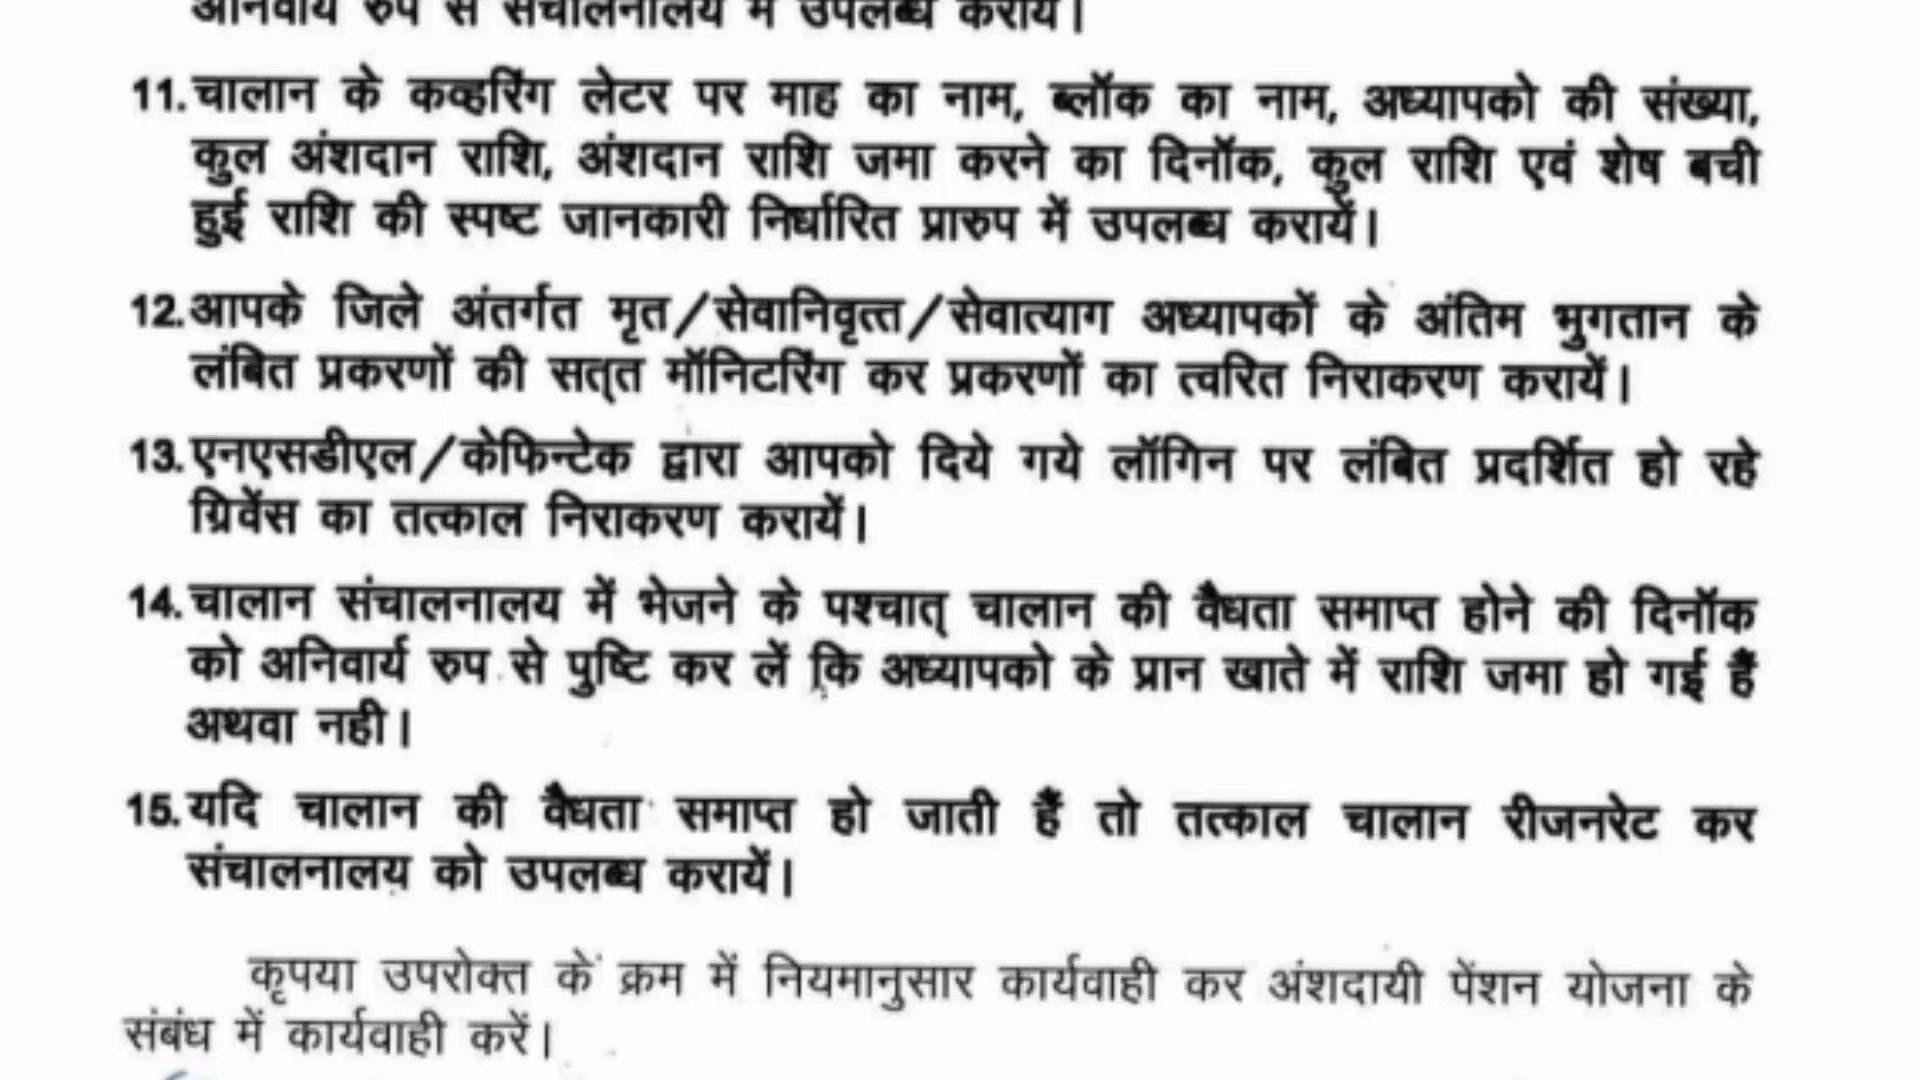 अनिवार्य रुप से संचालनालय में उपलब्ध करायें।
11.चालान के कव्हरिंग लेटर पर माह का नाम, ब्लॉक का नाम, अध्यापको की संख्या,
कुल अंशदान राशि, अंशदान राशि जमा करने का दिनॉक, कुल राशि एवं शेष बची
हुई राशि की स्पष्ट जानकारी निर्धारित प्रारुप में उपलब्ध करायें।
12.आपके जिले अंतर्गत मृत/सेवानिवृत्त/सेवात्याग अध्यापकों के अंतिम भुगतान के
लंबित प्रकरणों की सत्त मॉनिटरिंग कर प्रकरणों का त्वरित निराकरण करायें।
13.एनएसडीएल/केफिन्टेक द्वारा आपको दिये गये लॉगिन पर लंबित प्रदर्शित हो रहे
ग्रिवेंस का तत्काल निराकरण करायें।
14.चालान संचालनालय में भेजने के पश्चात् चालान की वैधता समाप्त होने की दिनॉक
को अनिवार्य रुप से पुष्टि कर लें कि अध्यापको के प्रान खाते में राशि जमा हो गई हैं
अथवा नही।
15.यदि चालान की वैधता समाप्त हो जाती हैं तो तत्काल चालान रीजनरेट कर
संचालनालय को उपलब्ध करायें।
कृपया उपरोक्त के क्रम में नियमानुसार कार्यवाही कर अंशदायी पेंशन योजना के
संबंध में कार्यवाही करें।